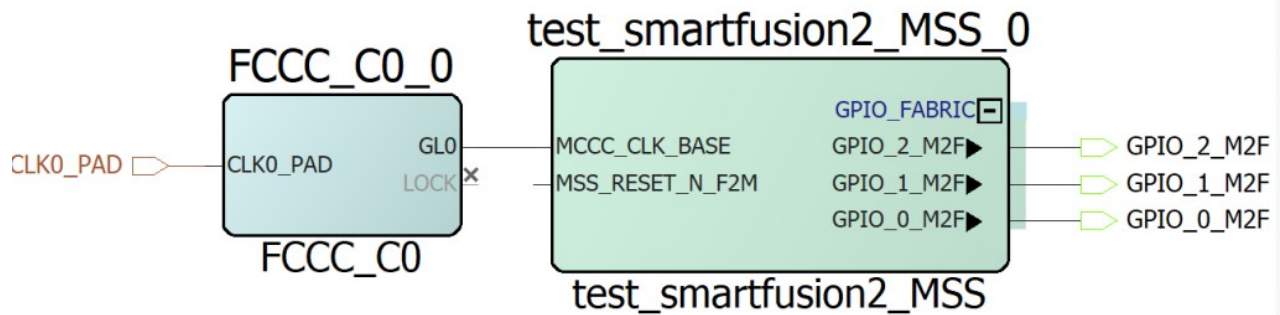 test_smartfusion2_MSS_0
FCCC_C0_0
GPIO_FABRIC
CLK0_PAD
CLK0_PAD
GL0
MCCC_CLK_BASE
GPIO_2_M2F
GPIO_2_M2F
LOCK
MSS_RESET_N_F2M
GPIO_1_M2F
GPIO_1_M2F
GPIO_0_M2F
GPIO_0_M2F
FCCC_C0
test_smartfusion2_MSS